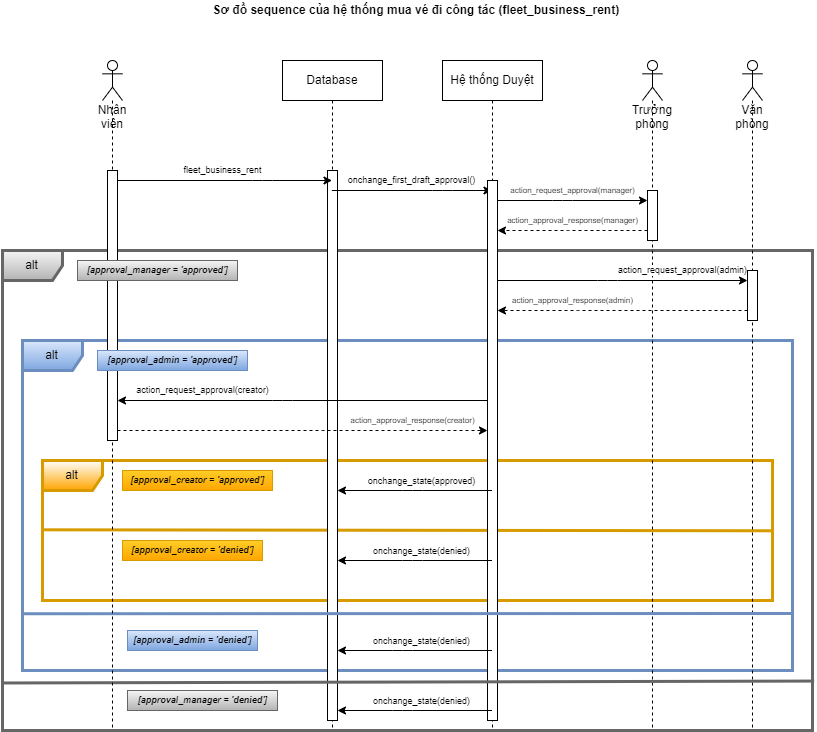 Sơ đồ sequence của hệ thống mua vé đi công tác (fleet_business_rent)
Nhân
viên
Database
Hệ thống Duyệt
Trưởng
phòng
Văn
phòng
fleet_business_rent
onchange_first_draft_approval()
action_request_approval(manager)
action_approval_response(manager)
alt
[approval_manager = 'approved']
action_request_approval(admin)
action_approval_response(admin)
alt
[approval_admin = 'approved']
action_request_approval(creator)
action_approval_response(creator)
alt
[approval_creator = 'approved']
onchange_state(approved)
[approval_creator = 'denied']
onchange_state(denied)
[approval_admin = 'denied']
onchange_state(denied)
[approval_manager = 'denied']
onchange_state(denied)